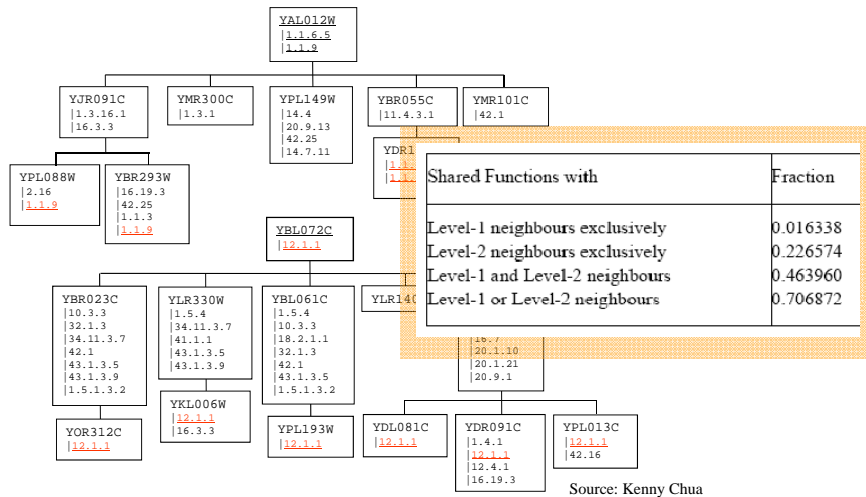 YAL012W
|1.1.6.5
|1.1.9
YJR091C
|1.3.16.1
|16.3.3
YMR300C
|1.3.1
YPL149W
|14.4
|20.9.13
|42.25
|14.7.11
YBR055C
|11.4.3.1
YMR101C
|42.1
YPL088W
|2.16
|1.1.9
YBR293W
|16.19.3
|42.25
|1.1.3
|1.1.9
Shared Functions with Fraction
Level-1 neighbours exclusively 0.016338
Level-2 neighbours exclusively 0.226574
Level-1 and Level-2 neighbours 0.463960
Level-1 or Level-2 neighbours 0.706872
YBL072C
|12.1.1
YBR023C
|10.3.3
|32.1.3
|34.11.3.7
|42.1
|43.1.3.5
|43.1.3.9
|1.5.1.3.2
YLR330W
|1.5.4
|34.11.3.7
|41.1.1
|43.1.3.5
|43.1.3.9
YBL061C
|1.5.4
|10.3.3
|18.2.1.1
|32.1.3
|42.1
|43.1.3.5
|1.5.1.3.2
|20.1.10
|20.1.21
|20.9.1
YOR312C
|12.1.1
YKL006W
|12.1.1
|16.3.3
YPL193W
|12.1.1
YDL081C
|12.1.1
YDR091C
|1.4.1
|12.1.1
|12.4.1
|16.19.3
YPL013C
|12.1.1
|42.16
Source: Kenny Chua